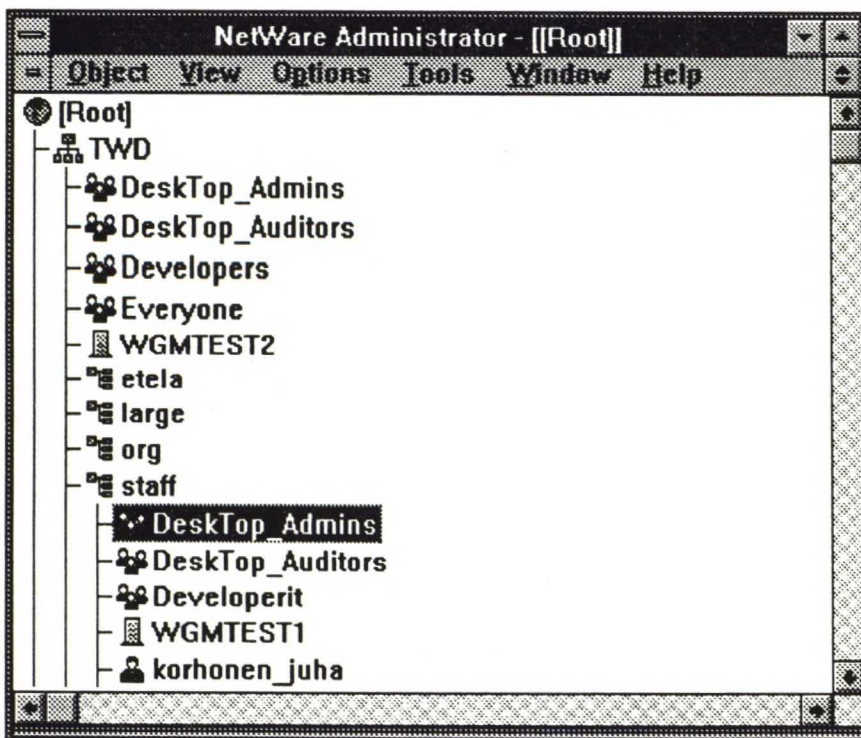 NetWare Administrator - [[Root]]
Object View Options Tools Window Help
[Root]
TWD
DeskTop_Admins
DeskTop_Auditors
Developers
Everyone
WGMTEST2
etela
large
org
staff
DeskTop_Admins
DeskTop_Auditors
Developerit
WGMTEST1
korhonen_juha